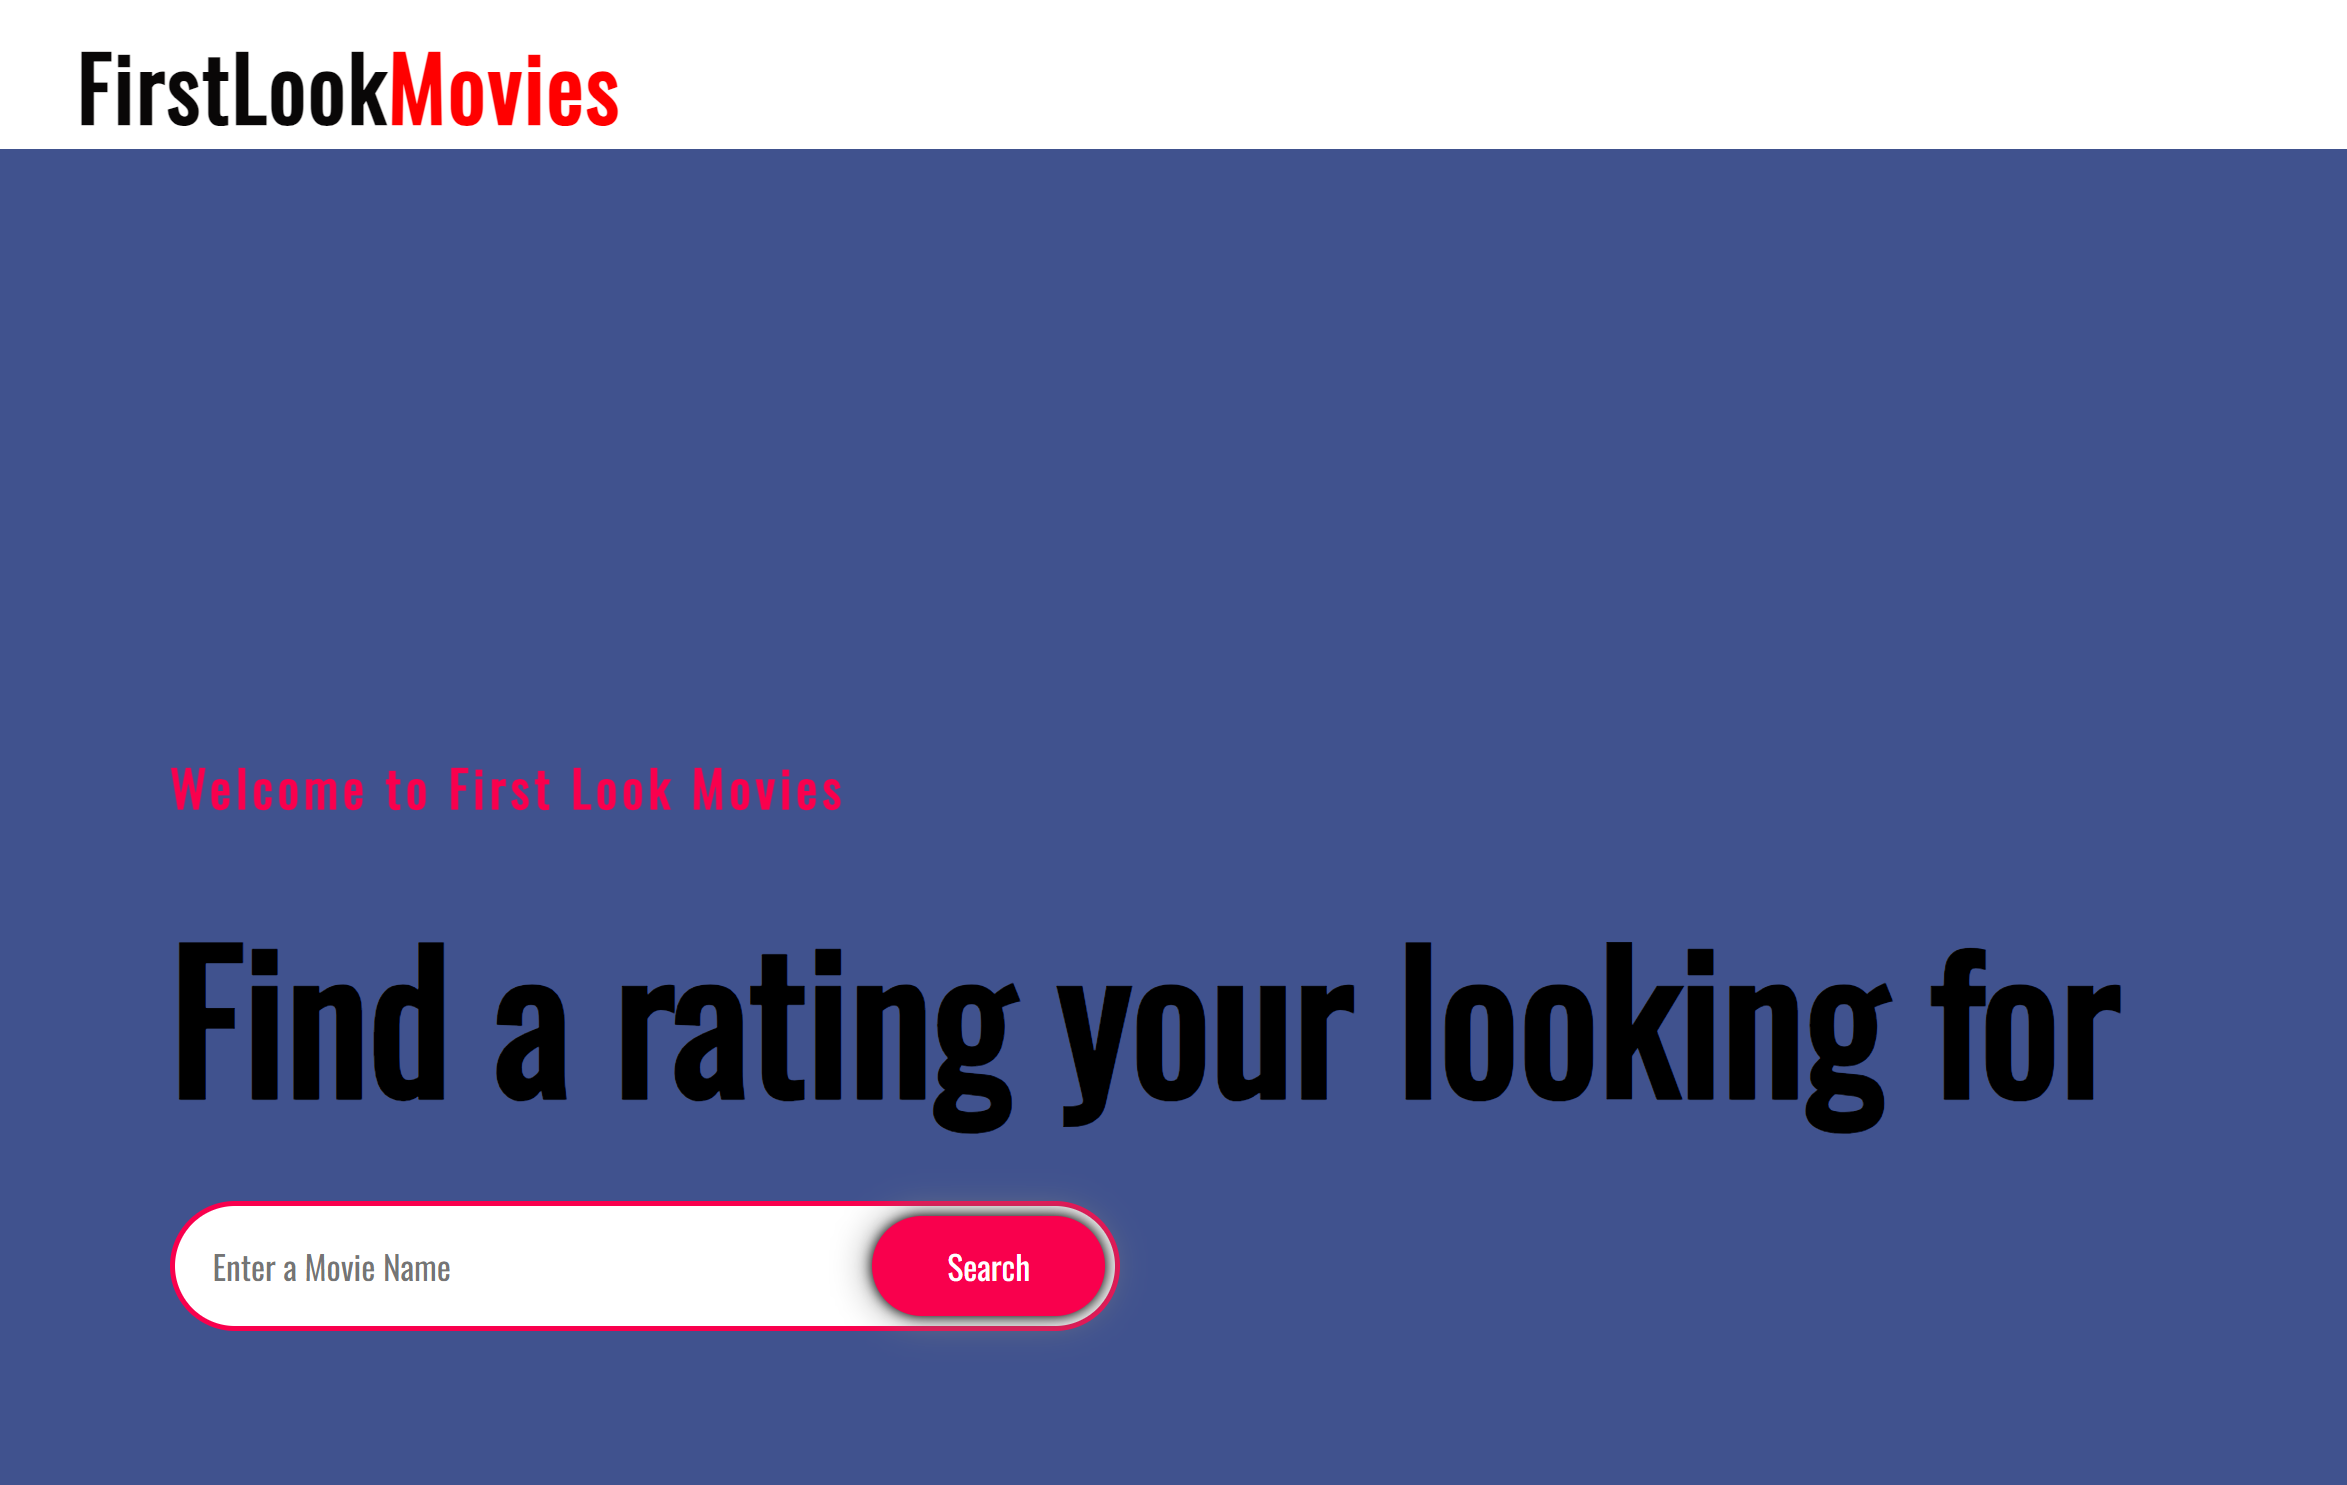 FirstLookMovies
Welcome to First Look Movies
Find a rating your looking for
Enter a Movie Name
Search